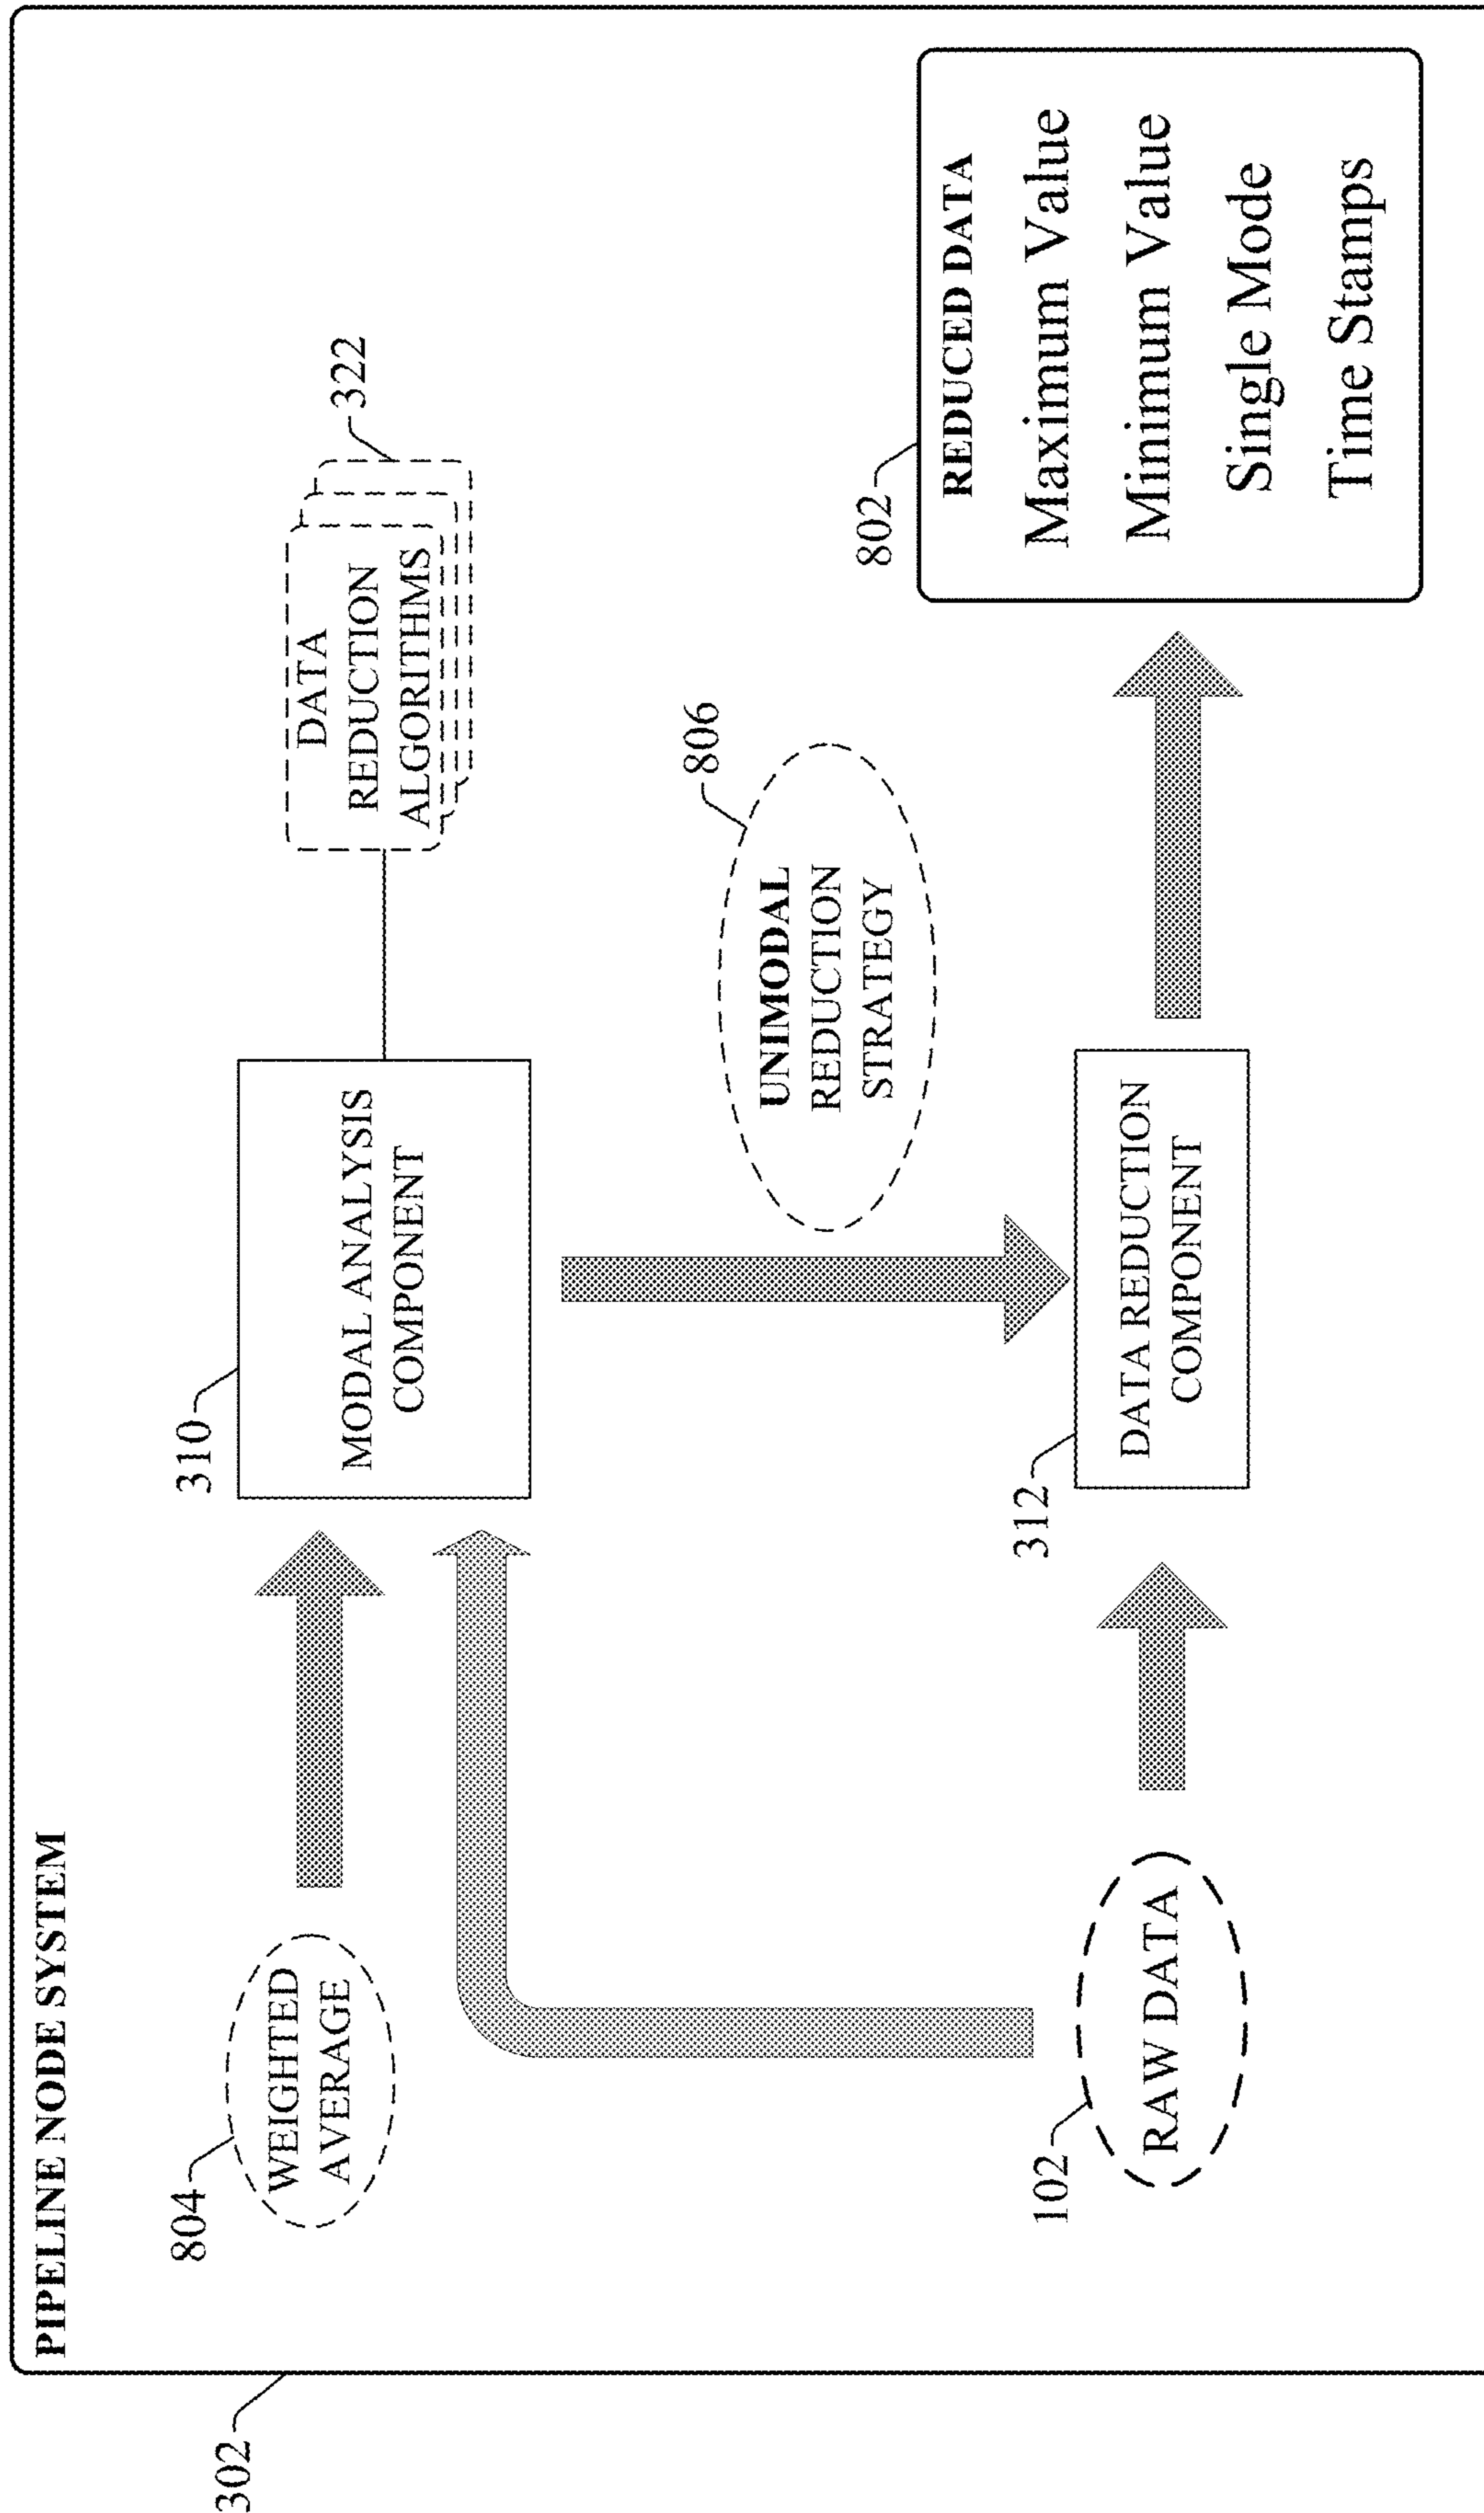 PIPELINE NODE SYSTEM
302
804
WEIGHTED
AVERAGE
310
MODAL ANALYSIS
COMPONENT
DATA
REDUCTION
ALGORITHMS
322
806
UNIMODAL
REDUCTION
STRATEGY
102
RAW DATA
312
DATA REDUCTION
COMPONENT
802
REDUCED DATA
Maximum Value
Minimum Value
Single Mode
Time Stamps